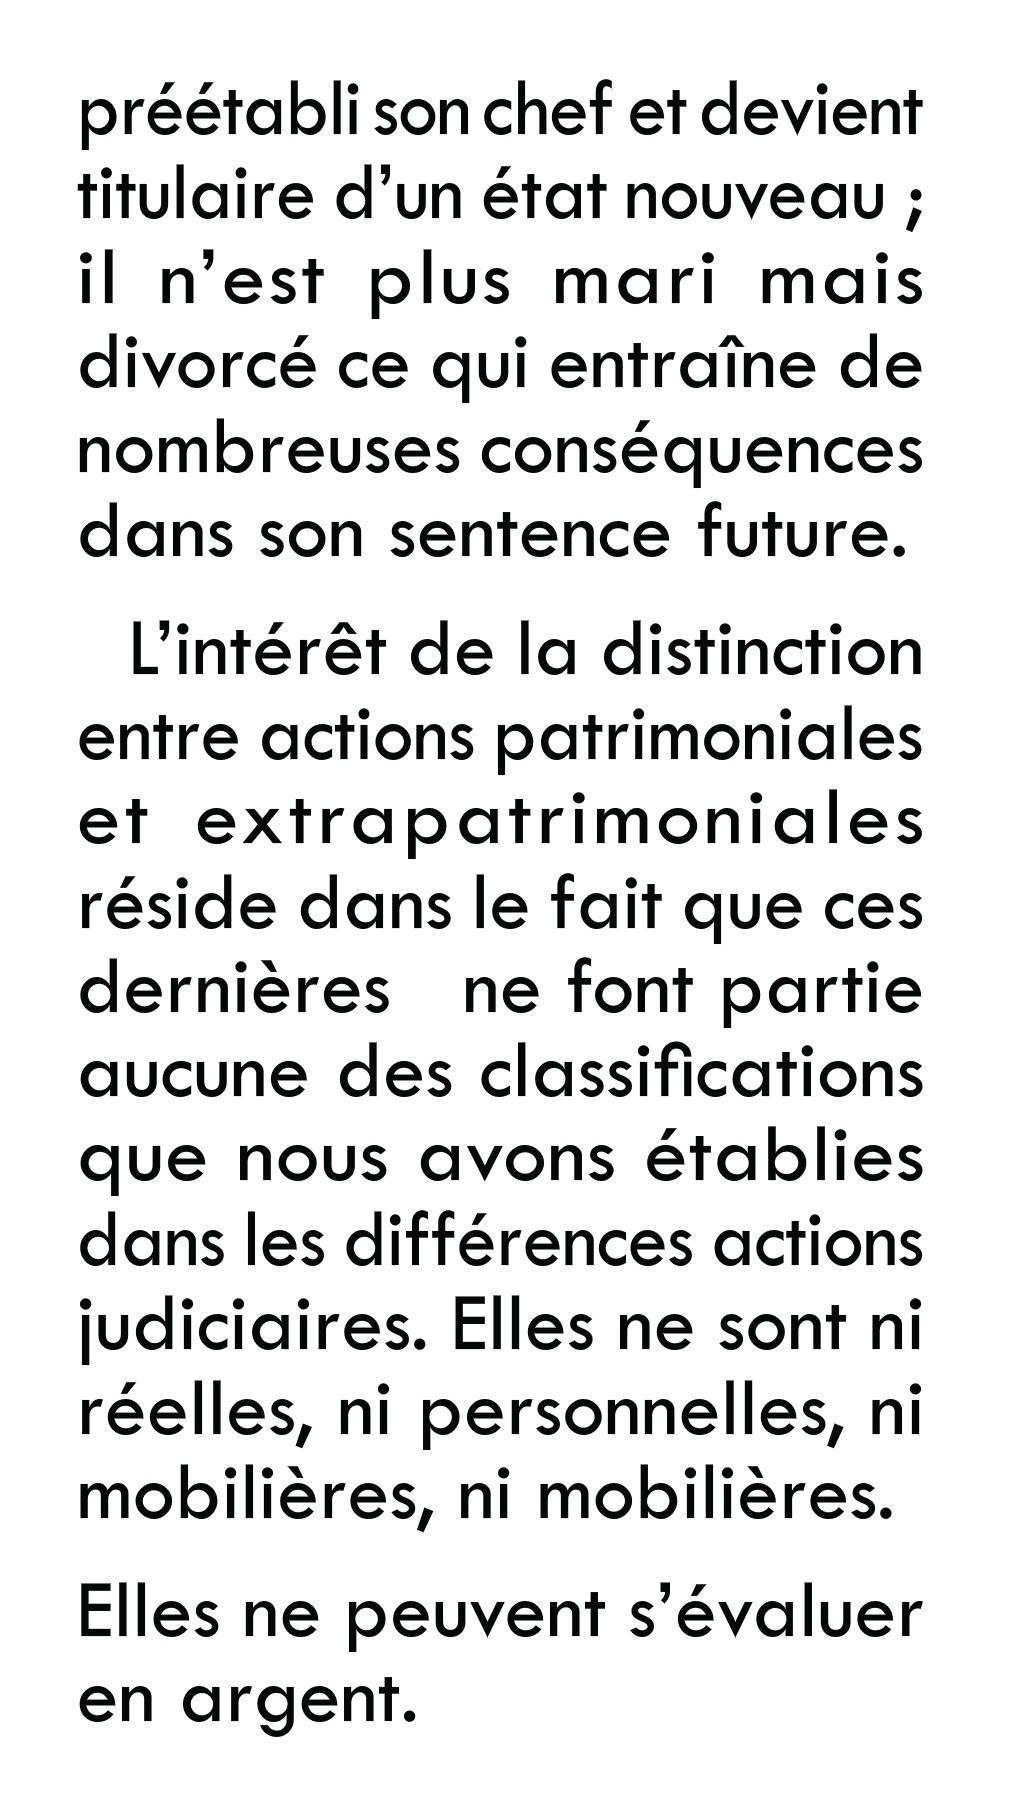 préétabli son chef et devient
titulaire d’un état nouveau ;
il n’est plus mari mais
divorcé ce qui entraîne de
nombreuses conséquences
dans son sentence future.
L’intérêt de la distinction
entre actions patrimoniales
et extrapatrimoniales
réside dans le fait que ces
dernières ne font partie
aucune des classifications
que nous avons établies
dans les différences actions
judiciaires. Elles ne sont ni
réelles, ni personnelles, ni
mobilières, ni mobilières.
Elles ne peuvent s’évaluer
en argent.